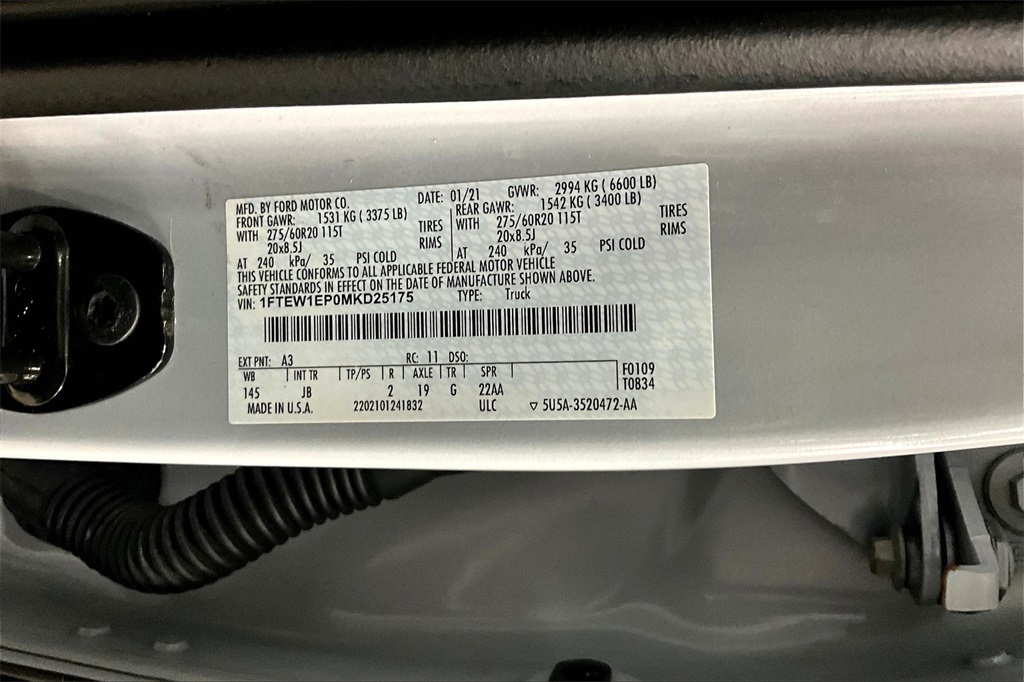 MFD. BY FORD MOTOR CO. DATE: 01/21 GVWR: 2994 KG ( 6600 LB)
FRONT GAWR: 1531 KG ( 3375 LB) REAR GAWR: 1542 KG ( 3400 LB)
WITH 275/60R20 115T TIRES WITH 275/60R20 115T TIRES
20x8.5J RIMS 20x8.5J RIMS
AT 240 kPa/ 35 PSI COLD AT 240 kPa/ 35 PSI COLD
THIS VEHICLE CONFORMS TO ALL APPLICABLE FEDERAL MOTOR VEHICLE
SAFETY STANDARDS IN EFFECT ON THE DATE OF MANUFACTURE SHOWN ABOVE.
VIN: 1FTEW1EP0MKD25175 TYPE: Truck
EXT PNT: A3 RC: 11 DSO:
WB INT TR TP/PS R AXLE TR SPR F0109
145 JB 2 19 G 22AA T0834
MADE IN U.S.A. 2202101241832 ULC ▽ 5U5A-3520472-AA